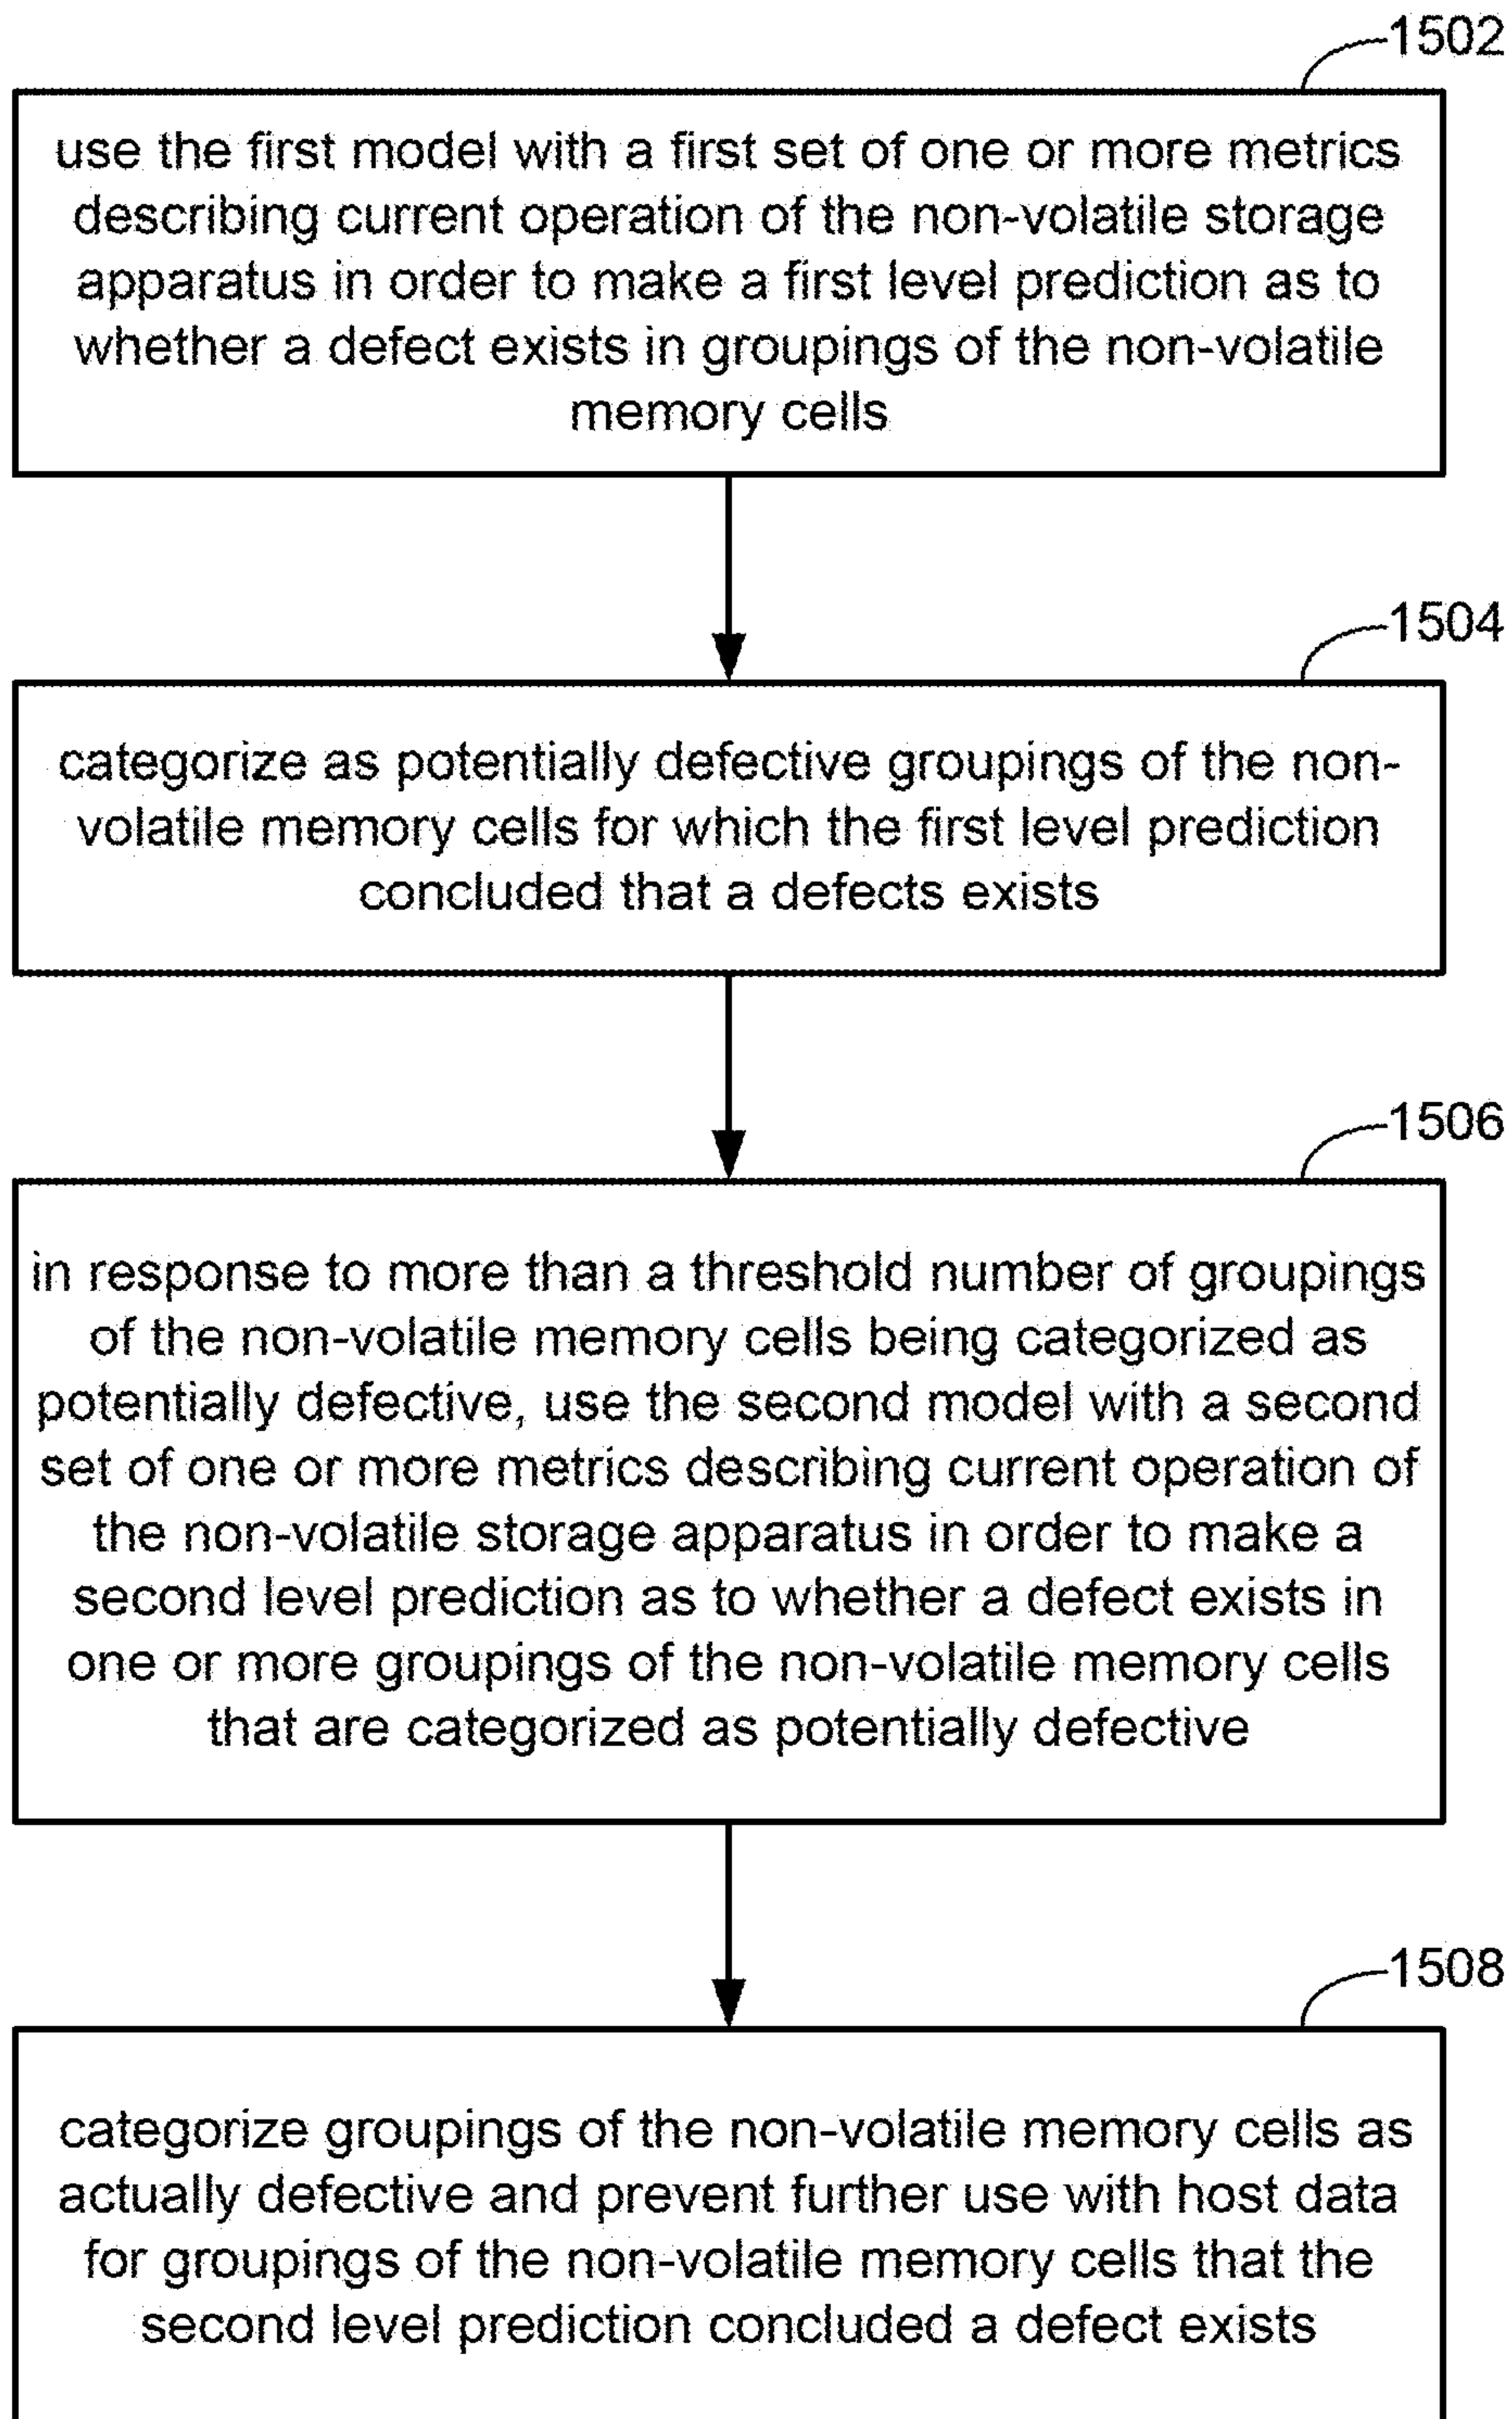 1502
use the first model with a first set of one or more metrics
describing current operation of the non-volatile storage
apparatus in order to make a first level prediction as to
whether a defect exists in groupings of the non-volatile
memory cells
1504
categorize as potentially defective groupings of the non-
volatile memory cells for which the first level prediction
concluded that a defects exists
1506
in response to more than a threshold number of groupings
of the non-volatile memory cells being categorized as
potentially defective, use the second model with a second
set of one or more metrics describing current operation of
the non-volatile storage apparatus in order to make a
second level prediction as to whether a defect exists in
one or more groupings of the non-volatile memory cells
that are categorized as potentially defective
1508
categorize groupings of the non-volatile memory cells as
actually defective and prevent further use with host data
for groupings of the non-volatile memory cells that the
second level prediction concluded a defect exists